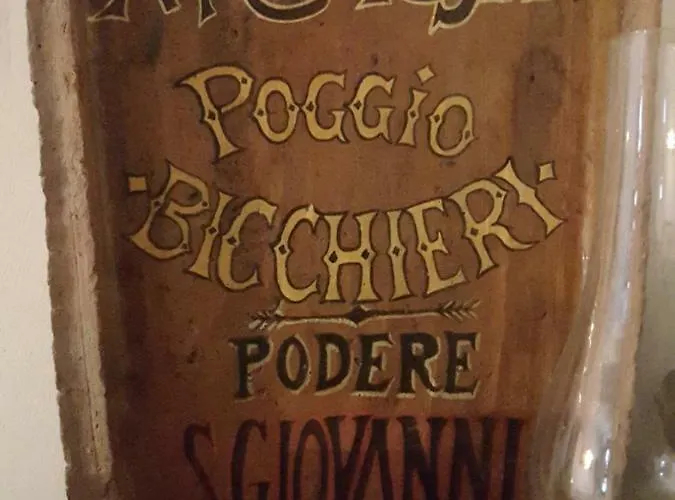 POGGIO
·BICCHIERI·
PODERE
S.GIOVANNI